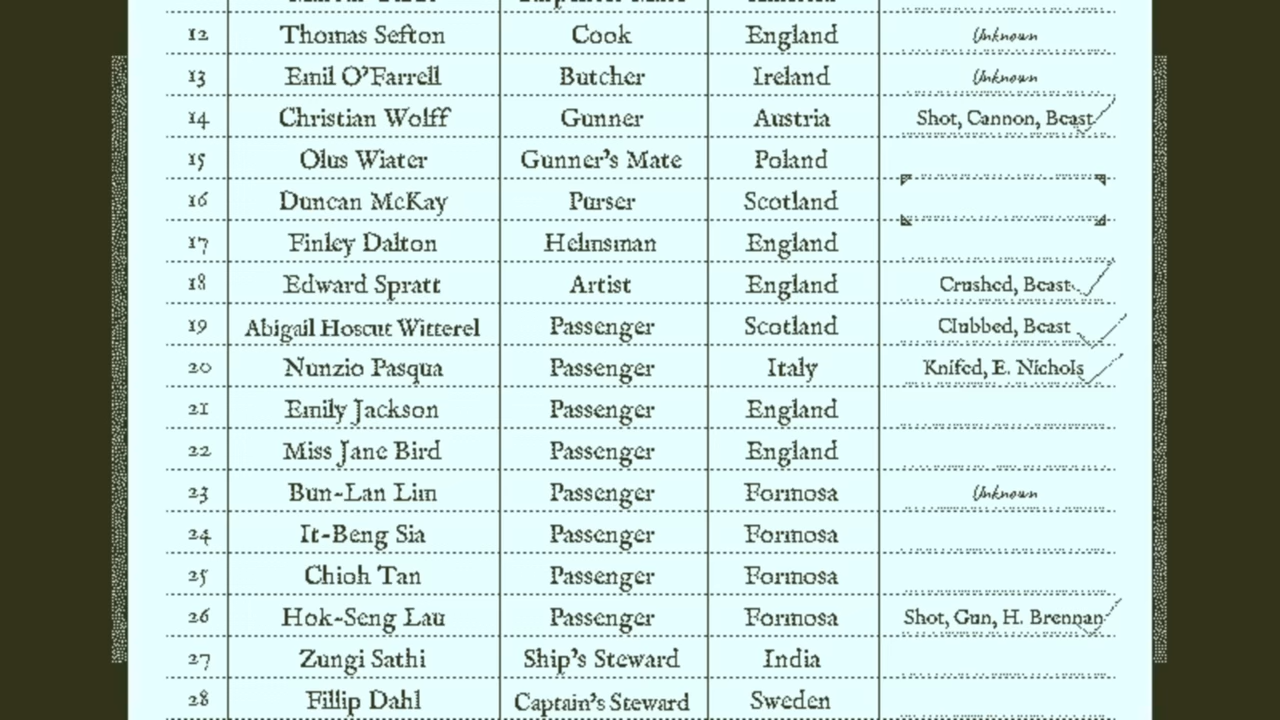 12 Thomas Sefton Cook England Unknown
13 Emil O'Farrell Butcher Ireland Unknown
14 Christian Wolff Gunner Austria Shot, Cannon, Beast
15 Olus Wiater Gunner's Mate Poland
16 Duncan McKay Purser Scotland
17 Finley Dalton Helmsman England
18 Edward Spratt Artist England Crushed, Beast
19 Abigail Hoscut Witterel Passenger Scotland Clubbed, Beast
20 Nunzio Pasqua Passenger Italy Knifed, E. Nichols
21 Emily Jackson Passenger England
22 Miss Jane Bird Passenger England
23 Bun-Lan Lim Passenger Formosa Unknown
24 It-Beng Sia Passenger Formosa
25 Chioh Tan Passenger Formosa
26 Hok-Seng Lau Passenger Formosa Shot, Gun, H. Brennan
27 Zungi Sathi Ship's Steward India
28 Fillip Dahl Captain's Steward Sweden